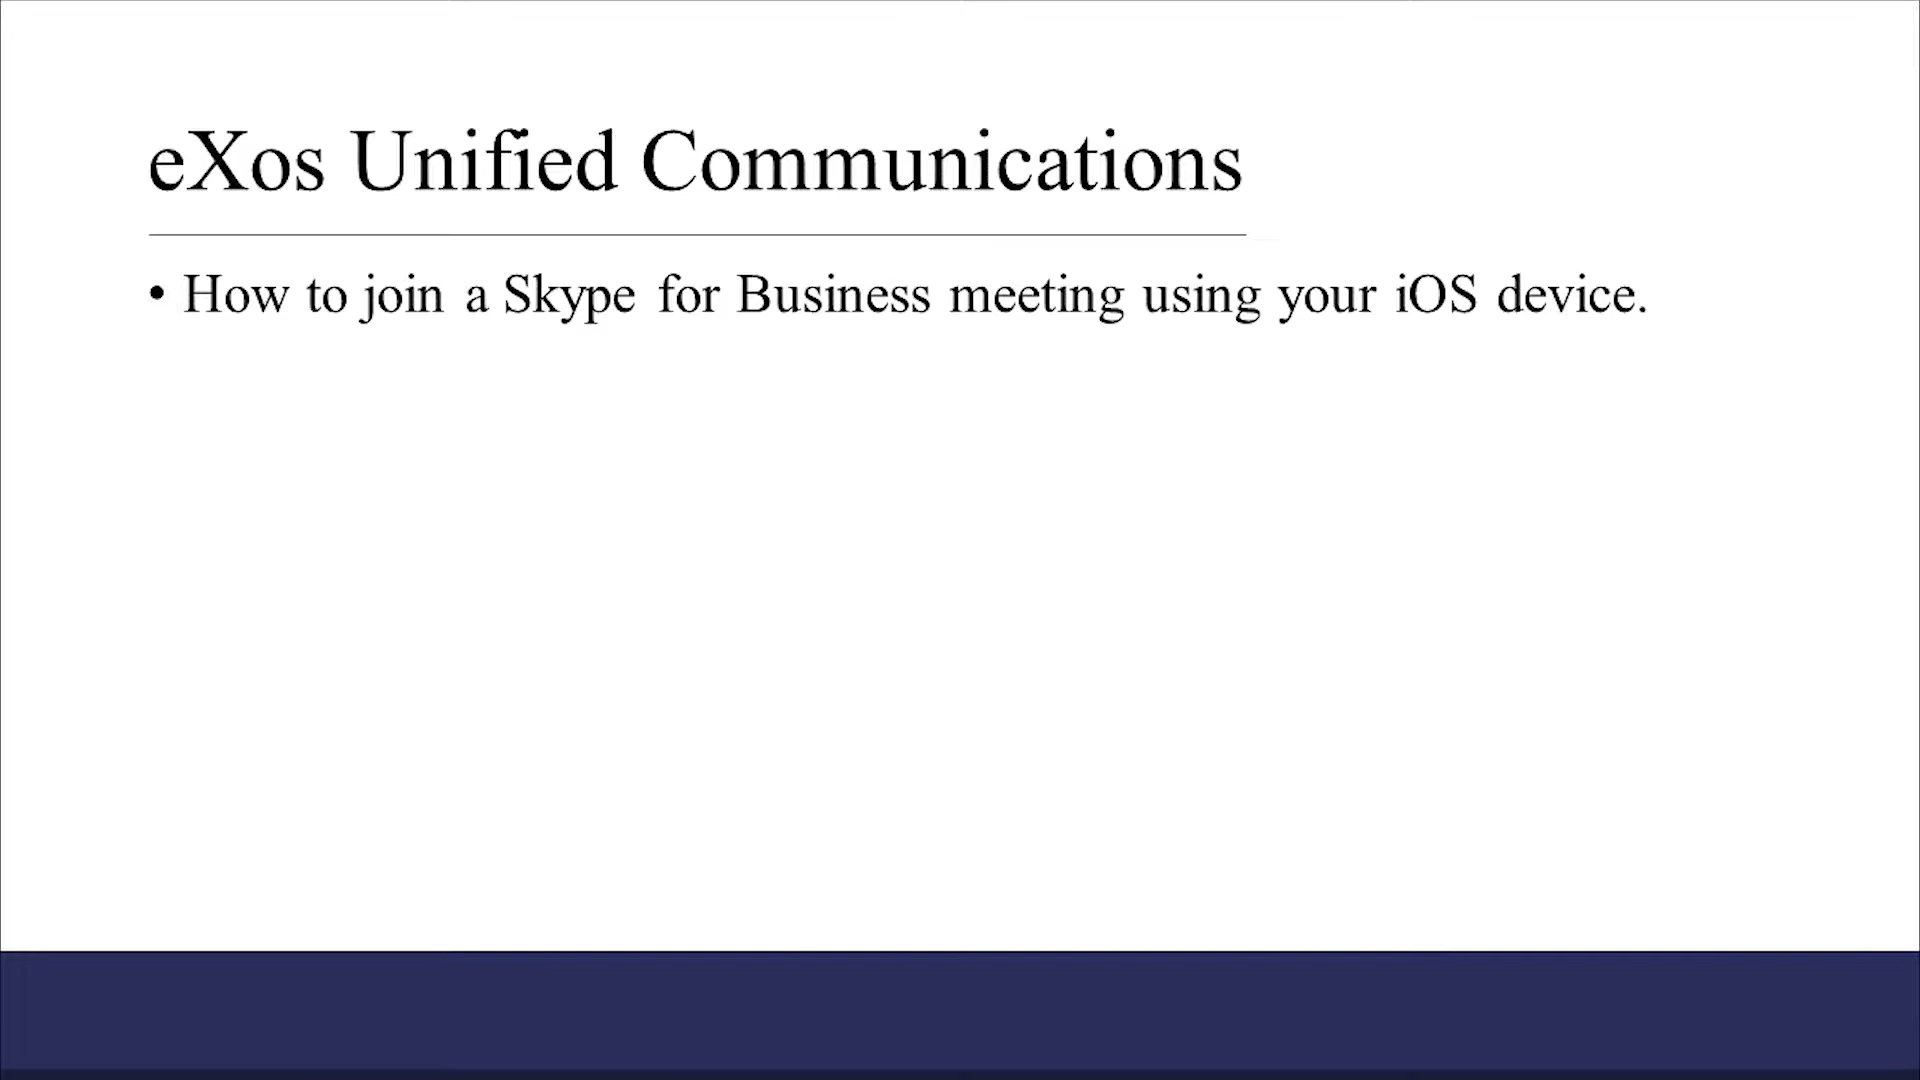 eXos Unified Communications
• How to join a Skype for Business meeting using your iOS device.